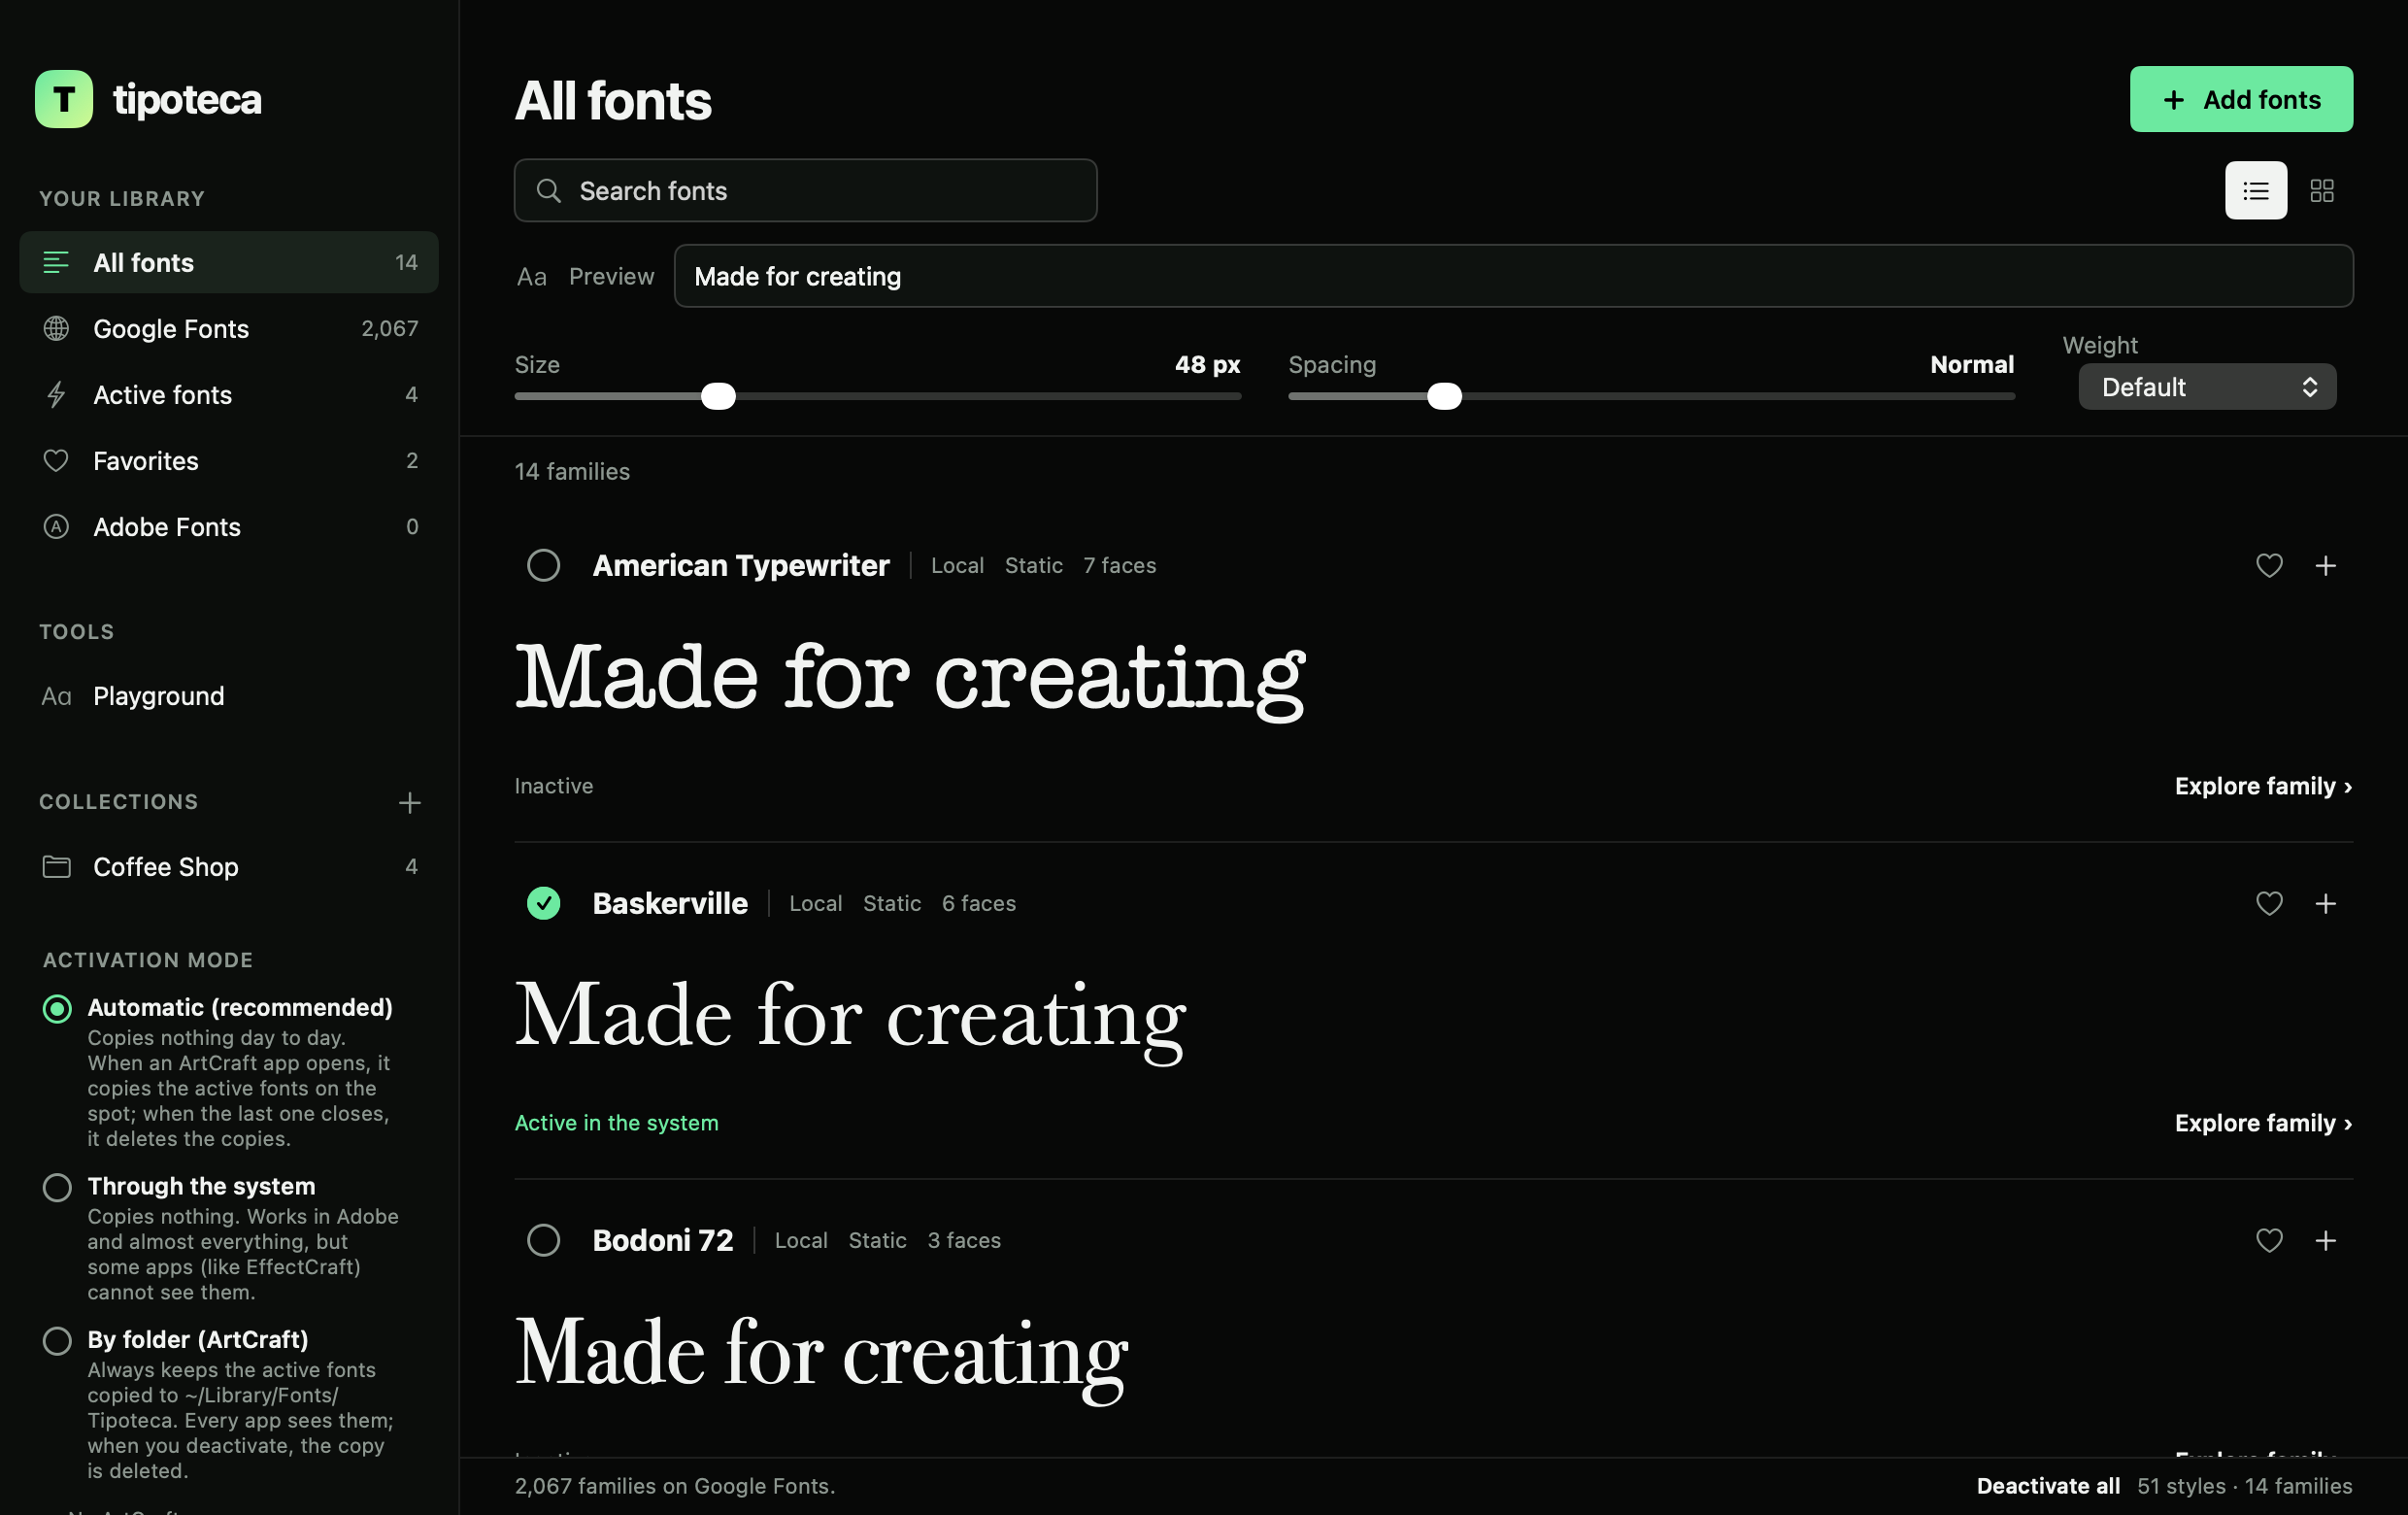 T tipoteca
YOUR LIBRARY
All fonts 14
Google Fonts 2,067
Active fonts 4
Favorites 2
A Adobe Fonts 0
TOOLS
Aa Playground
COLLECTIONS
Coffee Shop 4
ACTIVATION MODE
Automatic (recommended)
Copies nothing day to day.
When an ArtCraft app opens, it
copies the active fonts on the
spot; when the last one closes,
it deletes the copies.
Through the system
Copies nothing. Works in Adobe
and almost everything, but
some apps (like EffectCraft)
cannot see them.
By folder (ArtCraft)
Always keeps the active fonts
copied to ~/Library/Fonts/
Tipoteca. Every app sees them;
when you deactivate, the copy
is deleted.
All fonts
+ Add fonts
Search fonts
Aa Preview Made for creating
Size 48 px
Spacing Normal
Weight
Default
14 families
American Typewriter Local Static 7 faces
Made for creating
Inactive Explore family ›
Baskerville Local Static 6 faces
Made for creating
Active in the system Explore family ›
Bodoni 72 Local Static 3 faces
Made for creating
2,067 families on Google Fonts. Deactivate all 51 styles · 14 families